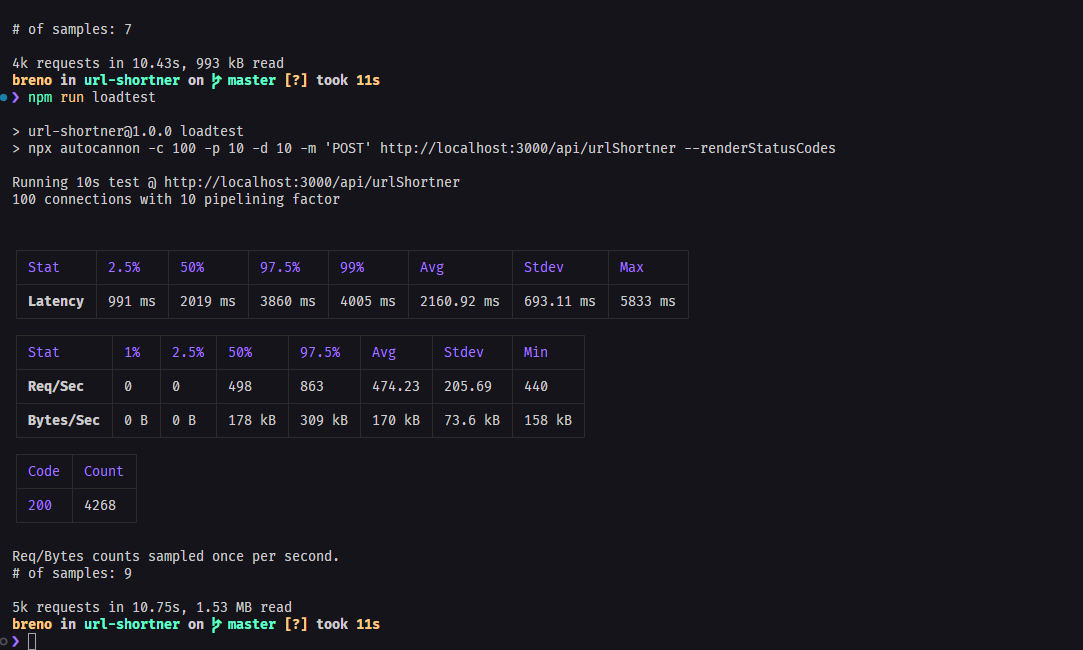 # of samples: 7
4k requests in 10.43s, 993 kB read
breno in url-shortner on master [?] took 11s
❯ npm run loadtest
> url-shortner@1.0.0 loadtest
> npx autocannon -c 100 -p 10 -d 10 -m 'POST' http://localhost:3000/api/urlShortner --renderStatusCodes
Running 10s test @ http://localhost:3000/api/urlShortner
100 connections with 10 pipelining factor
Stat 2.5% 50% 97.5% 99% Avg Stdev Max
Latency 991 ms 2019 ms 3860 ms 4005 ms 2160.92 ms 693.11 ms 5833 ms
Stat 1% 2.5% 50% 97.5% Avg Stdev Min
Req/Sec 0 0 498 863 474.23 205.69 440
Bytes/Sec 0 B 0 B 178 kB 309 kB 170 kB 73.6 kB 158 kB
Code Count
200 4268
Req/Bytes counts sampled once per second.
# of samples: 9
5k requests in 10.75s, 1.53 MB read
breno in url-shortner on master [?] took 11s
❯